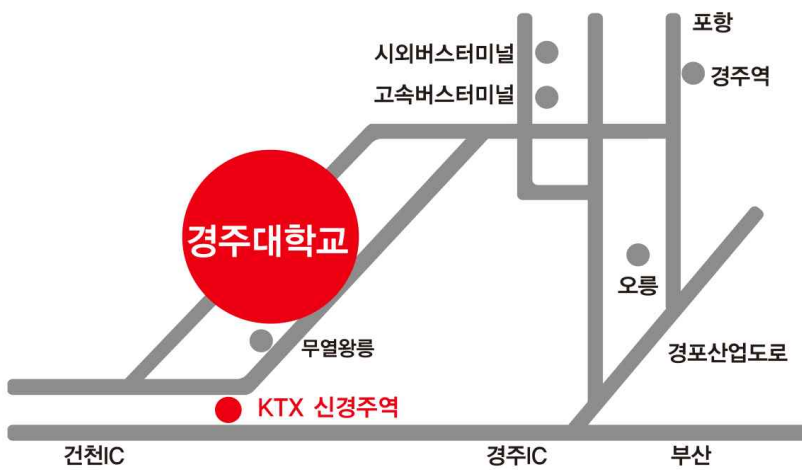 포항
시외버스터미널
경주역
고속버스터미널
경주대학교
오릉
무열왕릉
경포산업도로
KTX 신경주역
건천IC
경주IC
부산